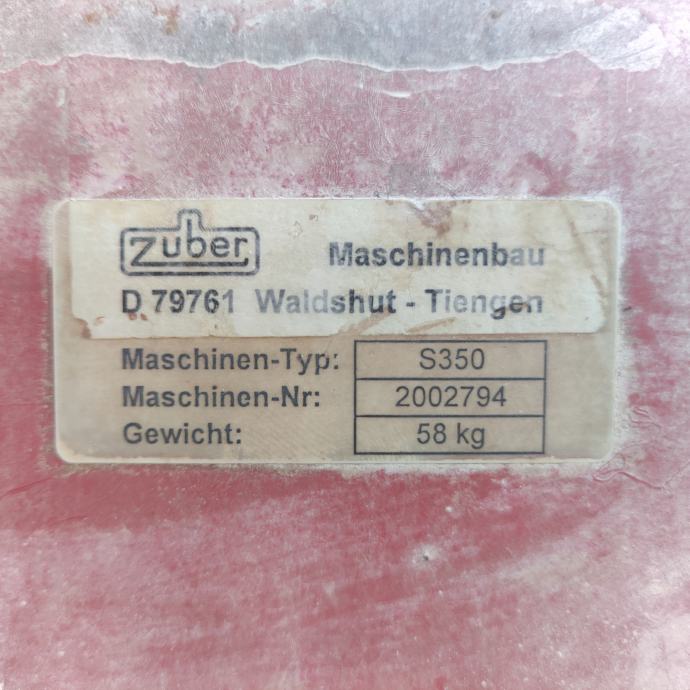 Zuber Maschinenbau
D 79761 Waldshut - Tiengen
Maschinen-Typ: S350
Maschinen-Nr: 2002794
Gewicht: 58 kg